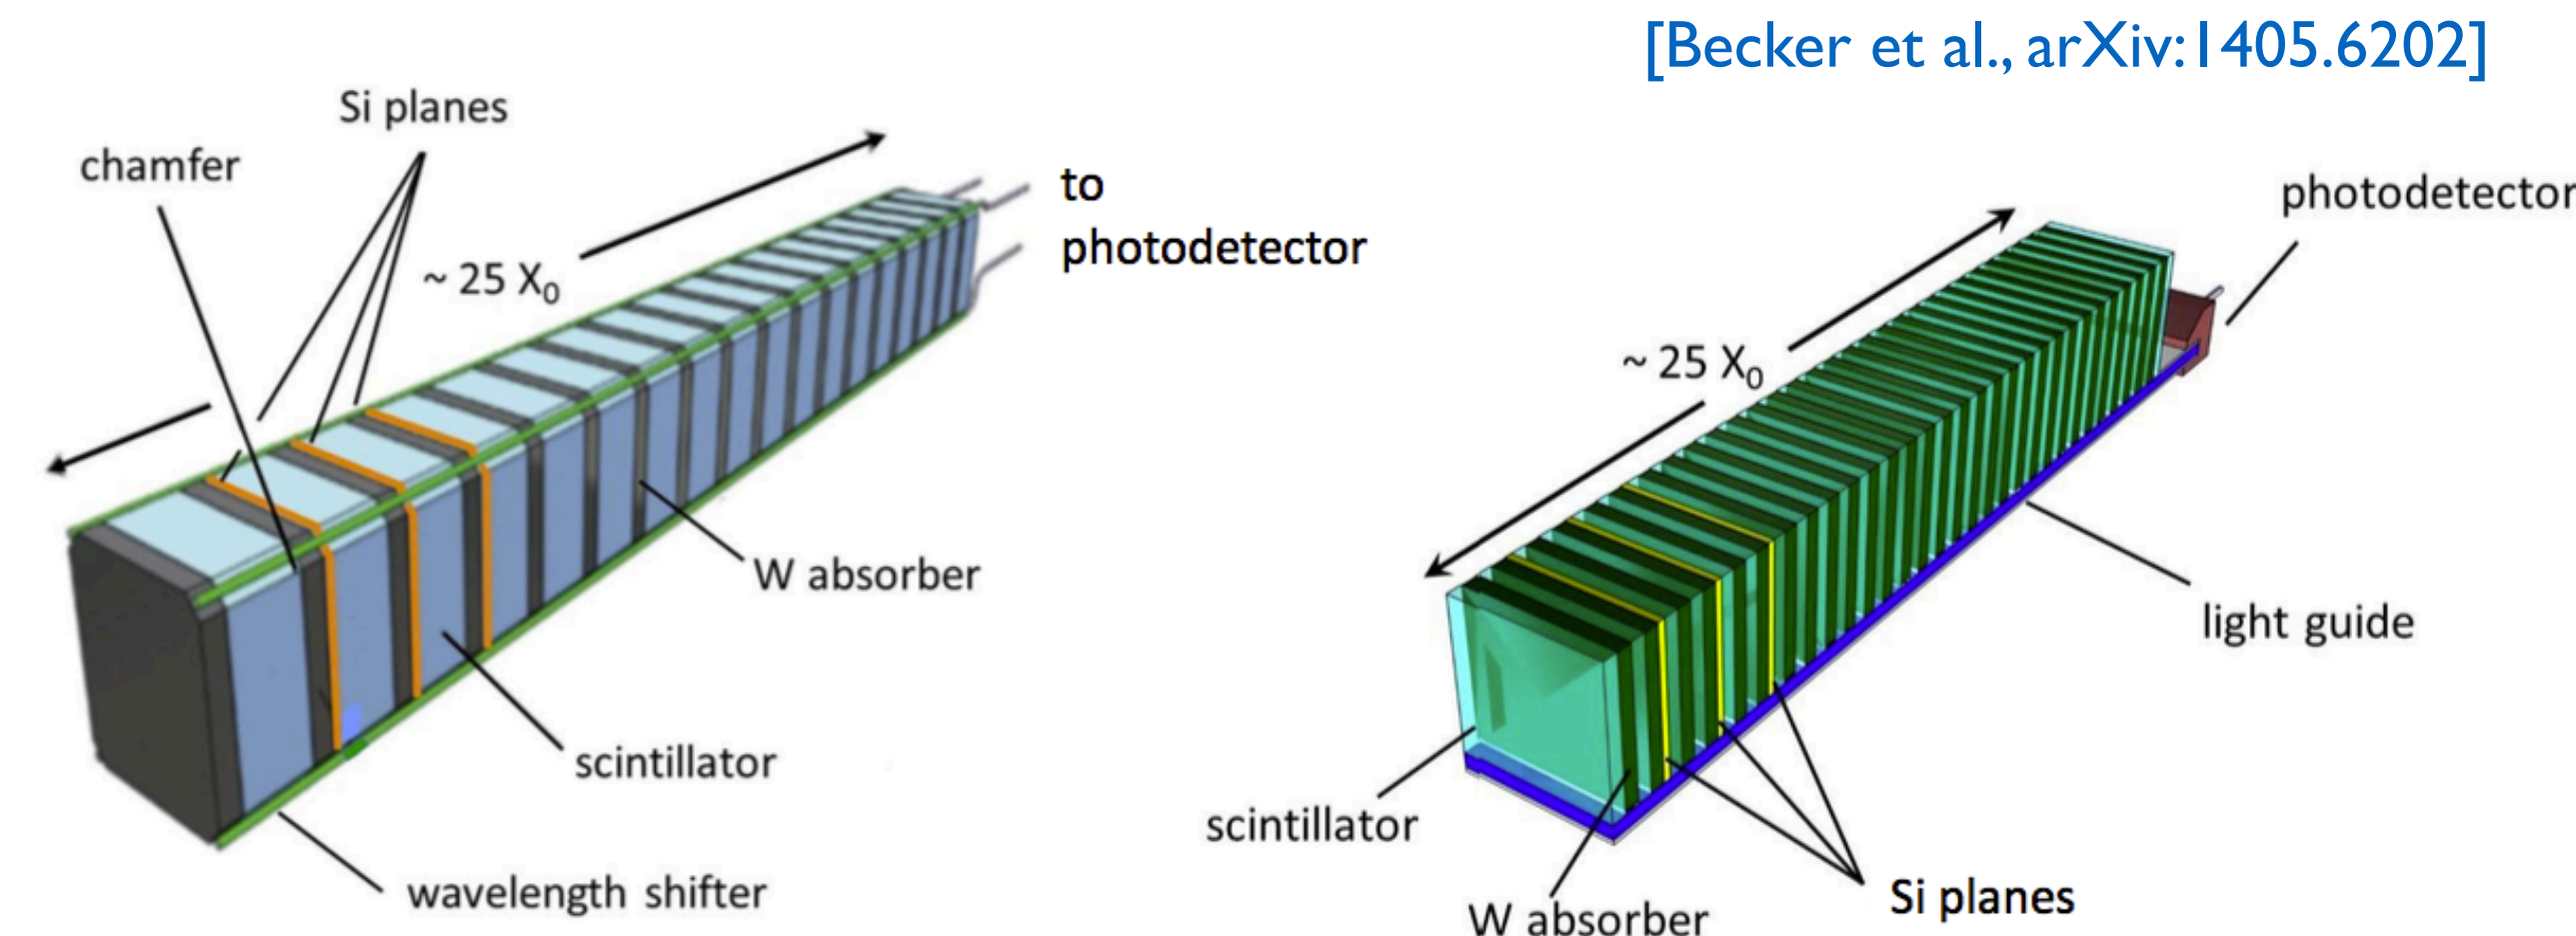 [Becker et al., arXiv:1405.6202]
Si planes
chamfer
~ 25 X₀
to
photodetector
W absorber
scintillator
wavelength shifter
photodetector
~ 25 X₀
light guide
scintillator
Si planes
W absorber